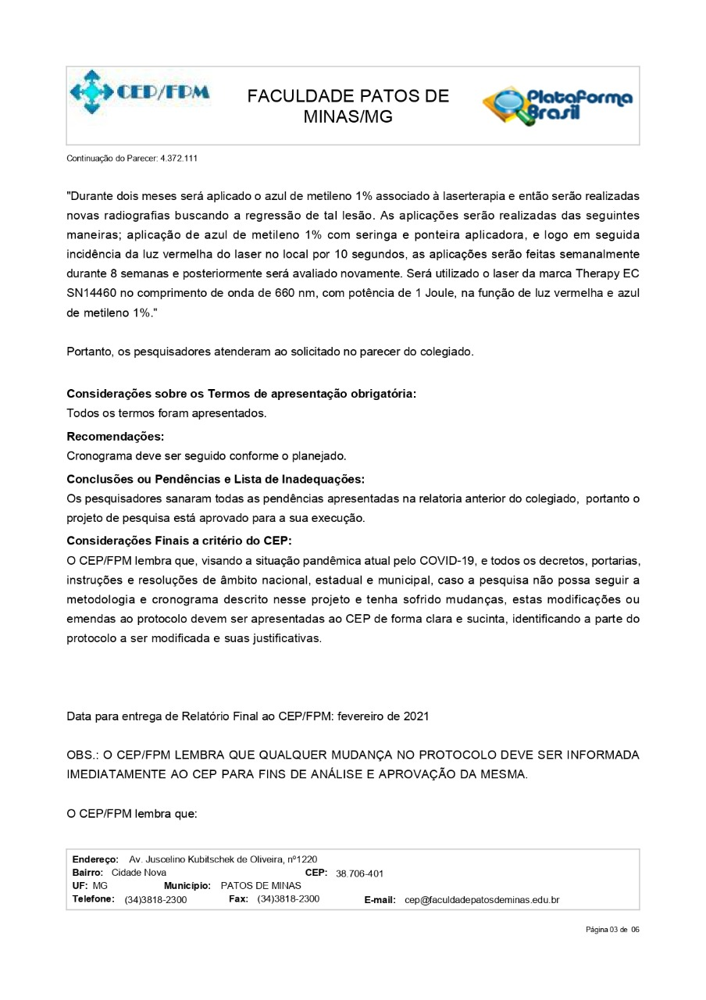 CEP/FPM
FACULDADE PATOS DE
MINAS/MG
Plataforma
Brasil
Continuação do Parecer: 4.372.111
"Durante dois meses será aplicado o azul de metileno 1% associado à laserterapia e então serão realizadas
novas radiografias buscando a regressão de tal lesão. As aplicações serão realizadas das seguintes
maneiras; aplicação de azul de metileno 1% com seringa e ponteira aplicadora, e logo em seguida
incidência da luz vermelha do laser no local por 10 segundos, as aplicações serão feitas semanalmente
durante 8 semanas e posteriormente será avaliado novamente. Será utilizado o laser da marca Therapy EC
SN14460 no comprimento de onda de 660 nm, com potência de 1 Joule, na função de luz vermelha e azul
de metileno 1%."
Portanto, os pesquisadores atenderam ao solicitado no parecer do colegiado.
Considerações sobre os Termos de apresentação obrigatória:
Todos os termos foram apresentados.
Recomendações:
Cronograma deve ser seguido conforme o planejado.
Conclusões ou Pendências e Lista de Inadequações:
Os pesquisadores sanaram todas as pendências apresentadas na relatoria anterior do colegiado, portanto o
projeto de pesquisa está aprovado para a sua execução.
Considerações Finais a critério do CEP:
O CEP/FPM lembra que, visando a situação pandêmica atual pelo COVID-19, e todos os decretos, portarias,
instruções e resoluções de âmbito nacional, estadual e municipal, caso a pesquisa não possa seguir a
metodologia e cronograma descrito nesse projeto e tenha sofrido mudanças, estas modificações ou
emendas ao protocolo devem ser apresentadas ao CEP de forma clara e sucinta, identificando a parte do
protocolo a ser modificada e suas justificativas.
Data para entrega de Relatório Final ao CEP/FPM: fevereiro de 2021
OBS.: O CEP/FPM LEMBRA QUE QUALQUER MUDANÇA NO PROTOCOLO DEVE SER INFORMADA
IMEDIATAMENTE AO CEP PARA FINS DE ANÁLISE E APROVAÇÃO DA MESMA.
O CEP/FPM lembra que:
Endereço: Av. Juscelino Kubitschek de Oliveira, nº1220
Bairro: Cidade Nova CEP: 38.706-401
UF: MG Município: PATOS DE MINAS
Telefone: (34)3818-2300 Fax: (34)3818-2300 E-mail: cep@faculdadepatosdeminas.edu.br
Página 03 de 06